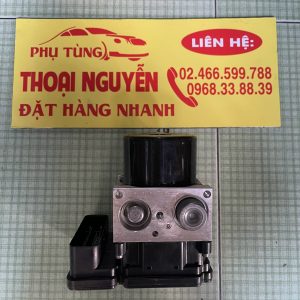 PHỤ TÙNG
LIÊN HỆ:
THOẠI NGUYỄN
02.466.599.788
0968.33.88.39
ĐẶT HÀNG NHANH